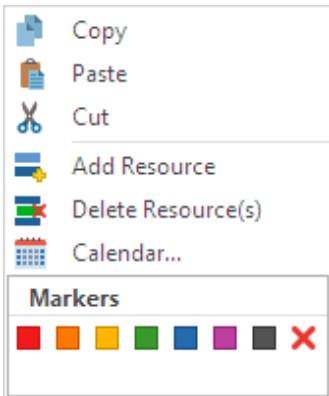 Copy
Paste
Cut
Add Resource
Delete Resource(s)
Calendar...
Markers